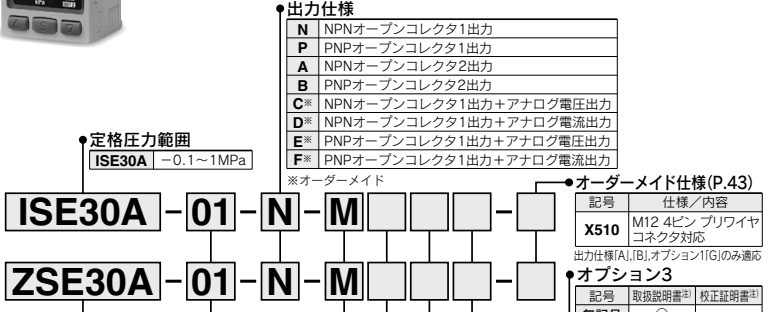 kPa
OUT2
S
出力仕様
N NPNオープンコレクタ1出力
P PNPオープンコレクタ1出力
A NPNオープンコレクタ2出力
B PNPオープンコレクタ2出力
C※ NPNオープンコレクタ1出力+アナログ電圧出力
D※ NPNオープンコレクタ1出力+アナログ電流出力
E※ PNPオープンコレクタ1出力+アナログ電圧出力
F※ PNPオープンコレクタ1出力+アナログ電流出力
※オーダーメイド
定格圧力範囲
ISE30A −0.1〜1MPa
ISE30A-01-N-M -
オーダーメイド仕様(P.43)
記号 仕様/内容
X510 M12 4ピン プリワイヤコネクタ対応
出力仕様「A」,「B」,オプション1「G」のみ適応
ZSE30A-01-N-M -
オプション3
記号 取扱説明書注) 校正証明書注)
無記号 ○